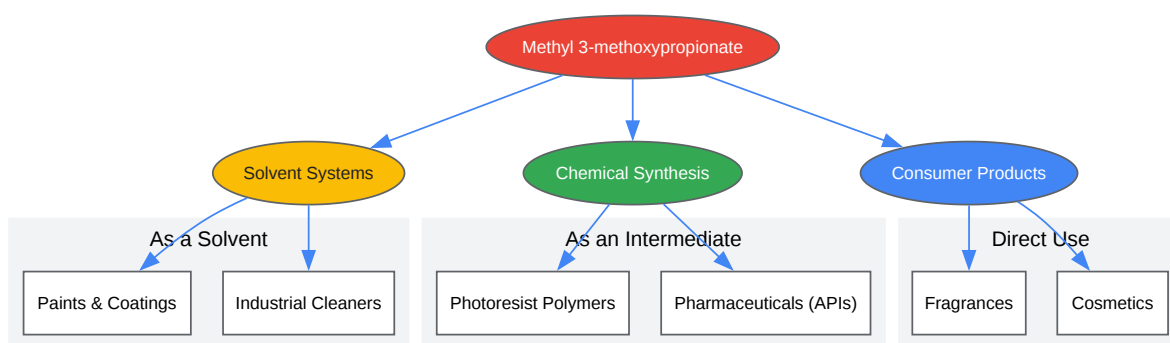 Methyl 3-methoxypropionate
Solvent Systems
Chemical Synthesis
Consumer Products
As a Solvent
As an Intermediate
Direct Use
Paints & Coatings
Industrial Cleaners
Photoresist Polymers
Pharmaceuticals (APIs)
Fragrances
Cosmetics